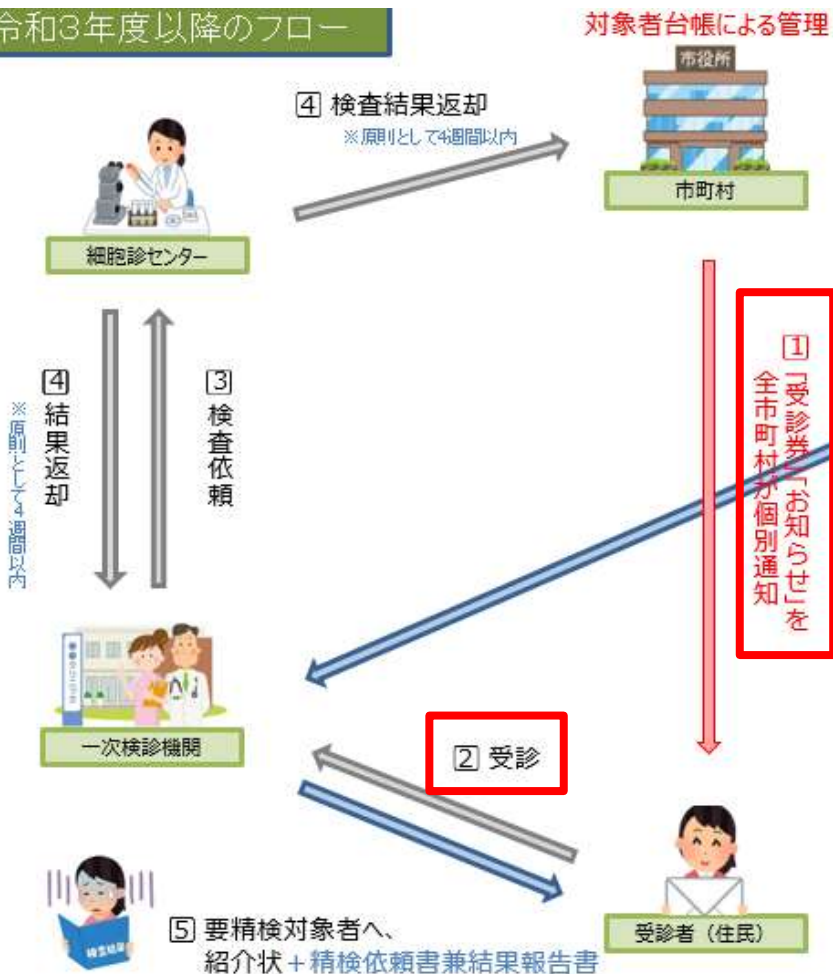 令和3年度以降のフロー
対象者台帳による管理
市役所
市町村
4 検査結果返却
※原則として4週間以内
細胞診センター
4 結果返却
※原則として4週間以内
3 検査依頼
1 「受診券」「お知らせ」を
全市町村が個別通知
一次検診機関
2 受診
受診者(住民)
検査結果
5 要精検対象者へ、
紹介状+精検依頼書兼結果報告書